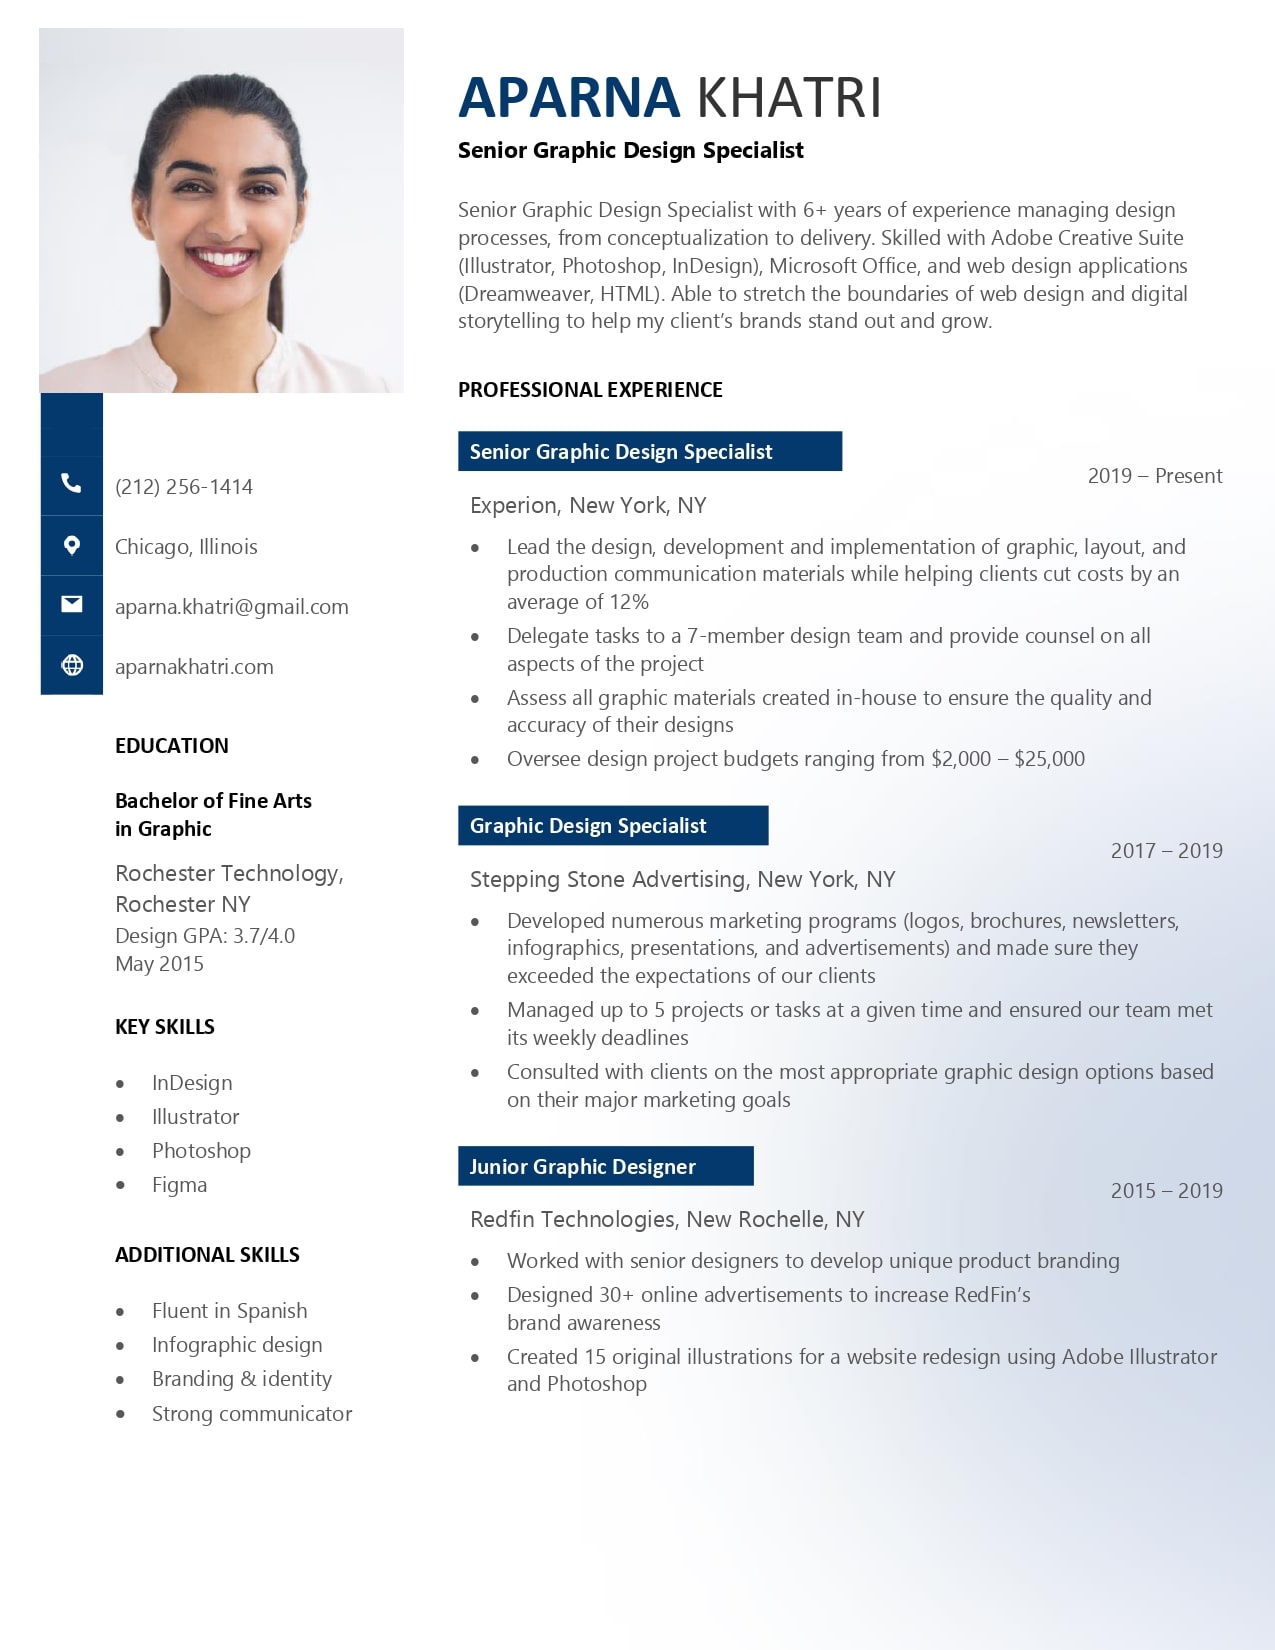 APARNA KHATRI
Senior Graphic Design Specialist
Senior Graphic Design Specialist with 6+ years of experience managing design
processes, from conceptualization to delivery. Skilled with Adobe Creative Suite
(Illustrator, Photoshop, InDesign), Microsoft Office, and web design applications
(Dreamweaver, HTML). Able to stretch the boundaries of web design and digital
storytelling to help my client’s brands stand out and grow.
(212) 256-1414
Chicago, Illinois
aparna.khatri@gmail.com
aparnakhatri.com
EDUCATION
Bachelor of Fine Arts
in Graphic
Rochester Technology,
Rochester NY
Design GPA: 3.7/4.0
May 2015
KEY SKILLS
• InDesign
• Illustrator
• Photoshop
• Figma
ADDITIONAL SKILLS
• Fluent in Spanish
• Infographic design
• Branding & identity
• Strong communicator
PROFESSIONAL EXPERIENCE
Senior Graphic Design Specialist
2019 – Present
Experion, New York, NY
• Lead the design, development and implementation of graphic, layout, and
production communication materials while helping clients cut costs by an
average of 12%
• Delegate tasks to a 7-member design team and provide counsel on all
aspects of the project
• Assess all graphic materials created in-house to ensure the quality and
accuracy of their designs
• Oversee design project budgets ranging from $2,000 – $25,000
Graphic Design Specialist
2017 – 2019
Stepping Stone Advertising, New York, NY
• Developed numerous marketing programs (logos, brochures, newsletters,
infographics, presentations, and advertisements) and made sure they
exceeded the expectations of our clients
• Managed up to 5 projects or tasks at a given time and ensured our team met
its weekly deadlines
• Consulted with clients on the most appropriate graphic design options based
on their major marketing goals
Junior Graphic Designer
2015 – 2019
Redfin Technologies, New Rochelle, NY
• Worked with senior designers to develop unique product branding
• Designed 30+ online advertisements to increase RedFin’s
brand awareness
• Created 15 original illustrations for a website redesign using Adobe Illustrator
and Photoshop